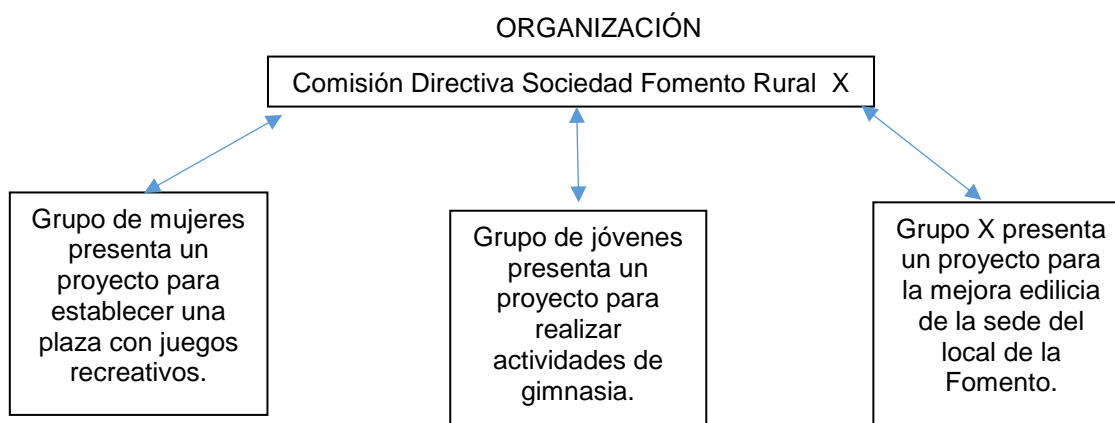 ORGANIZACIÓN
Comisión Directiva Sociedad Fomento Rural X
Grupo de mujeres
presenta un
proyecto para
establecer una
plaza con juegos
recreativos.
Grupo de jóvenes
presenta un
proyecto para
realizar
actividades de
gimnasia.
Grupo X presenta
un proyecto para
la mejora edilicia
de la sede del
local de la
Fomento.